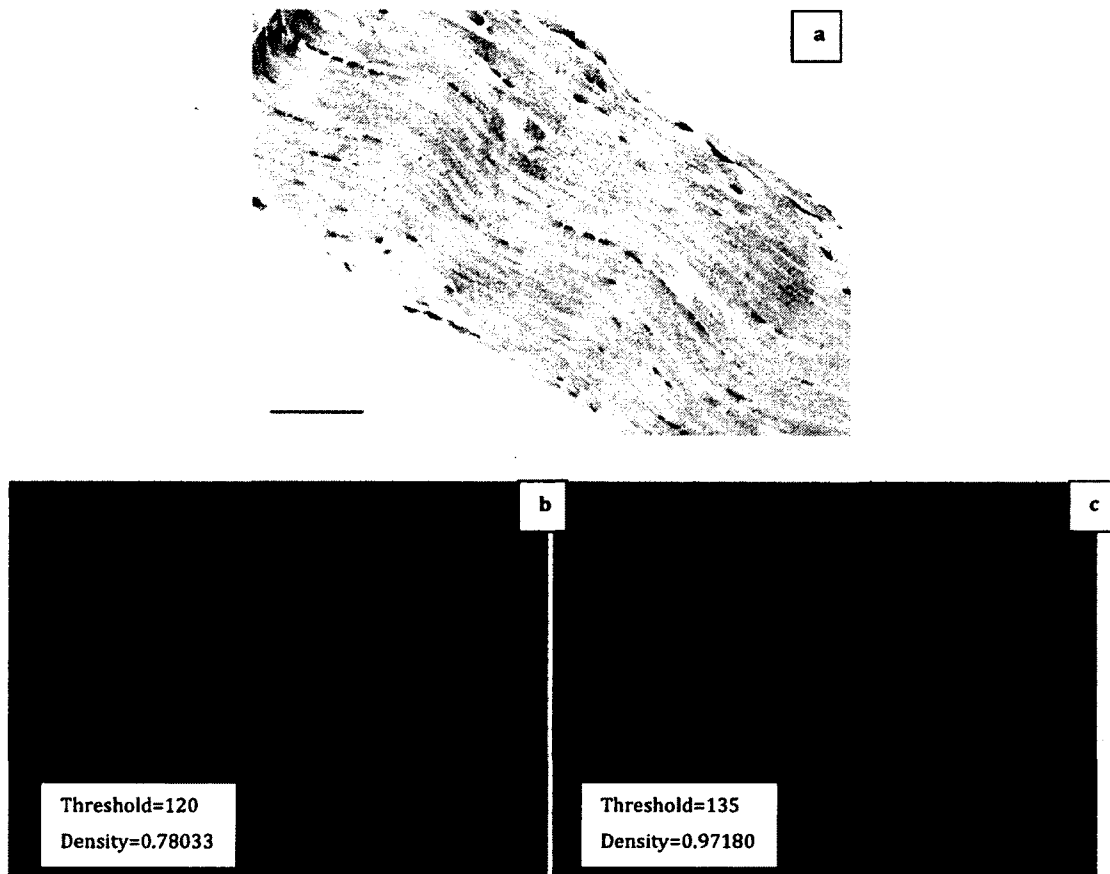 a
b
c
Threshold=120
Density=0.78033
Threshold=135
Density=0.97180